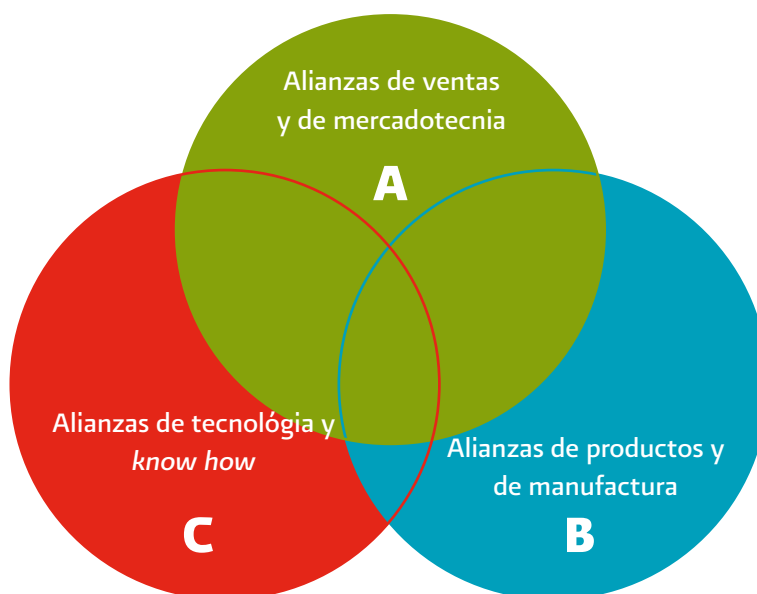 Alianzas de ventas
y de mercadotecnia
A
Alianzas de tecnológia y
know how
C
Alianzas de productos y
de manufactura
B